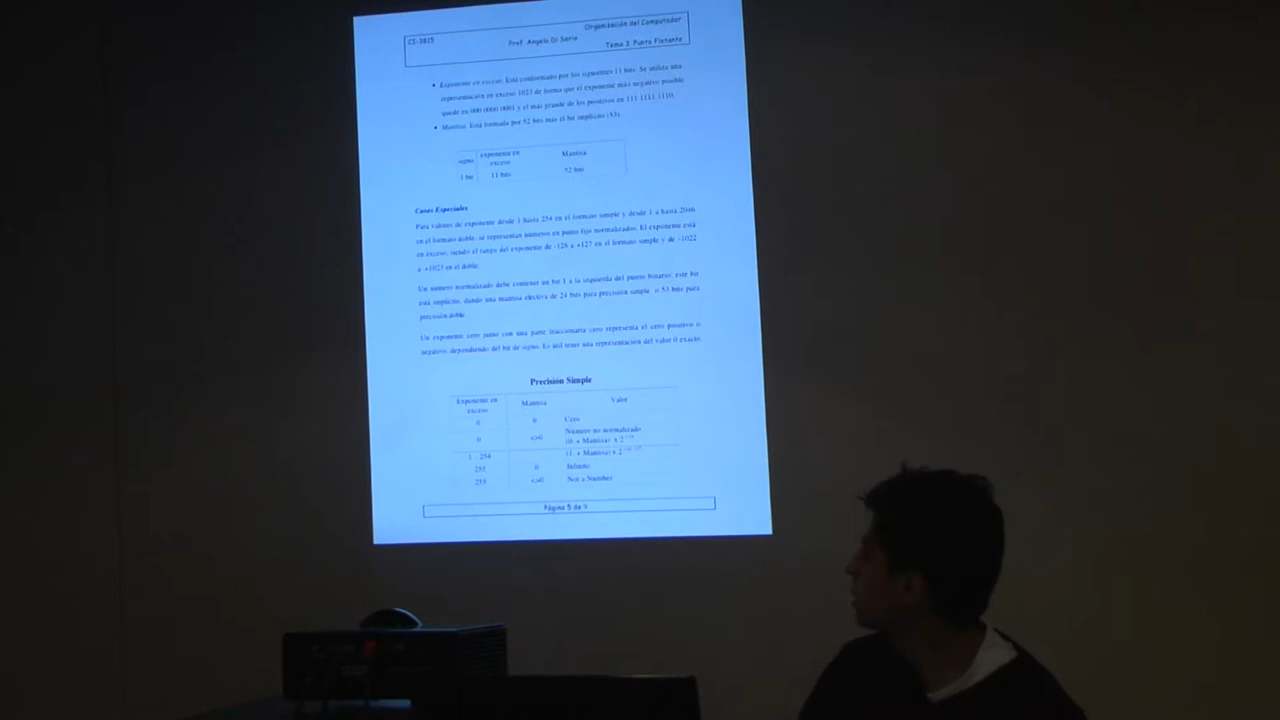 CI-3815
Organización del Computador
Prof. Angela Di Serio
Tema 3. Punto Flotante
• Exponente en exceso. Está conformado por los siguientes 11 bits. Se utiliza una
representación en exceso 1023 de forma que el exponente más negativo posible
quede en 000 0000 0001 y el más grande de los positivos en 111 1111 1110.
• Mantisa. Está formada por 52 bits más el bit implícito (53).
signo exponente en exceso Mantisa
1 bit 11 bits 52 bits
Casos Especiales
Para valores de exponente desde 1 hasta 254 en el formato simple y desde 1 a hasta 2046
en el formato doble, se representan números en punto fijo normalizados. El exponente está
en exceso, siendo el rango del exponente de -126 a +127 en el formato simple y de -1022
a +1023 en el doble.
Un número normalizado debe contener un bit 1 a la izquierda del punto binario; este bit
está implícito, dando una mantisa efectiva de 24 bits para precisión simple o 53 bits para
precisión doble.
Un exponente cero junto con una parte fraccionaria cero representa el cero positivo o
negativo, dependiendo del bit de signo. Es útil tener una representación del valor 0 exacto.
Precisión Simple
Exponente en exceso Mantisa Valor
0 0 Cero
0 <>0 Número no normalizado
(0. + Mantisa) x 2
1 .. 254 (1. + Mantisa) x 2
255 0 Infinito
255 <>0 Not a Number
Página 5 de 9